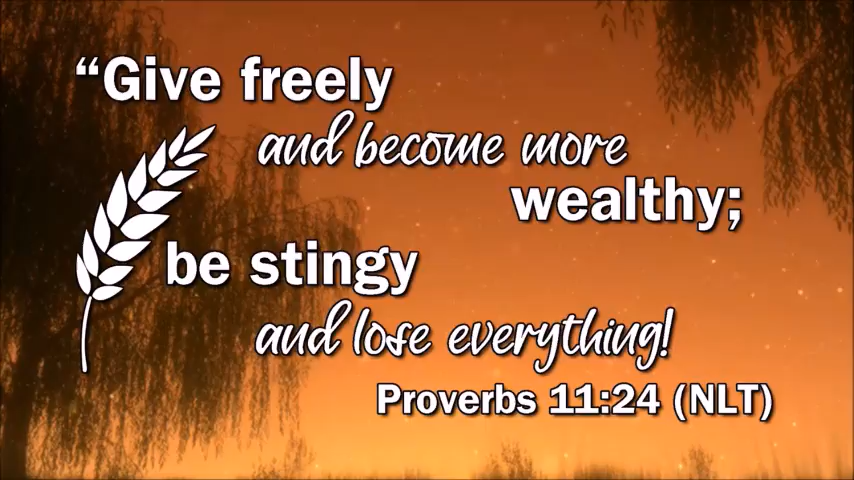 “Give freely
and become more
wealthy;
be stingy
and lose everything!
Proverbs 11:24 (NLT)